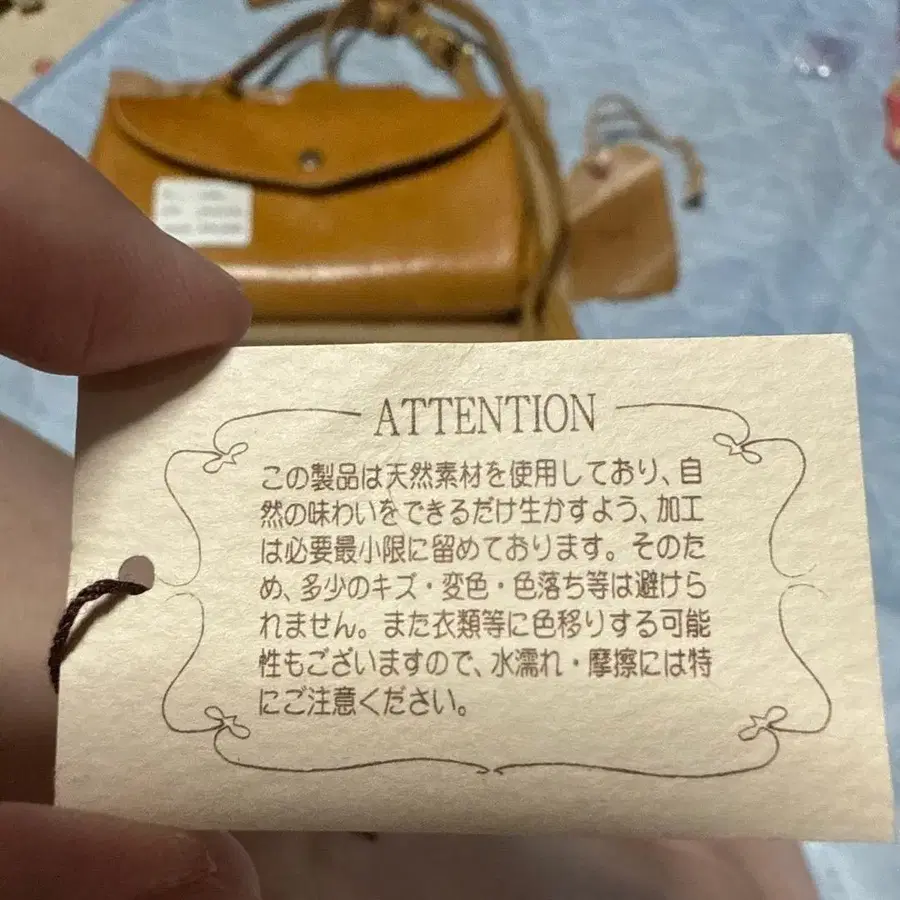 ATTENTION
この製品は天然素材を使用しており、自
然の味わいをできるだけ生かすよう、加工
は必要最小限に留めております。そのた
め、多少のキズ・変色・色落ち等は避けら
れません。また衣類等に色移りする可能
性もございますので、水濡れ・摩擦には特
にご注意ください。